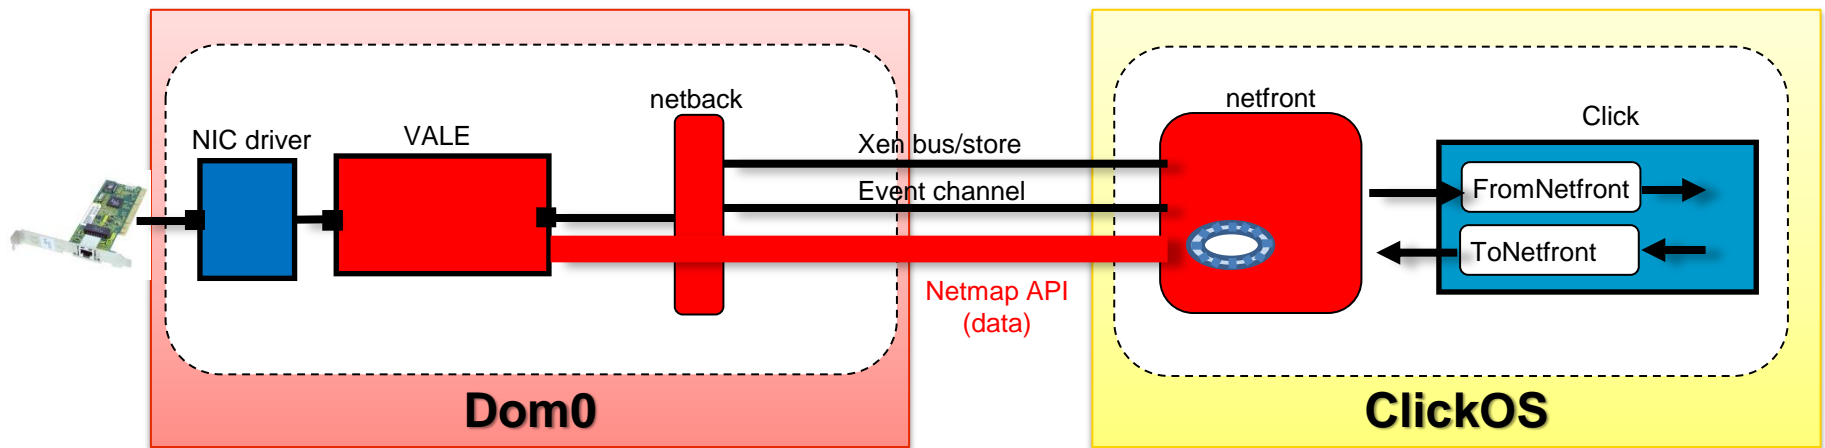 NIC driver
VALE
netback
Xen bus/store
Event channel
Netmap API
(data)
Dom0
netfront
Click
FromNetfront
ToNetfront
ClickOS